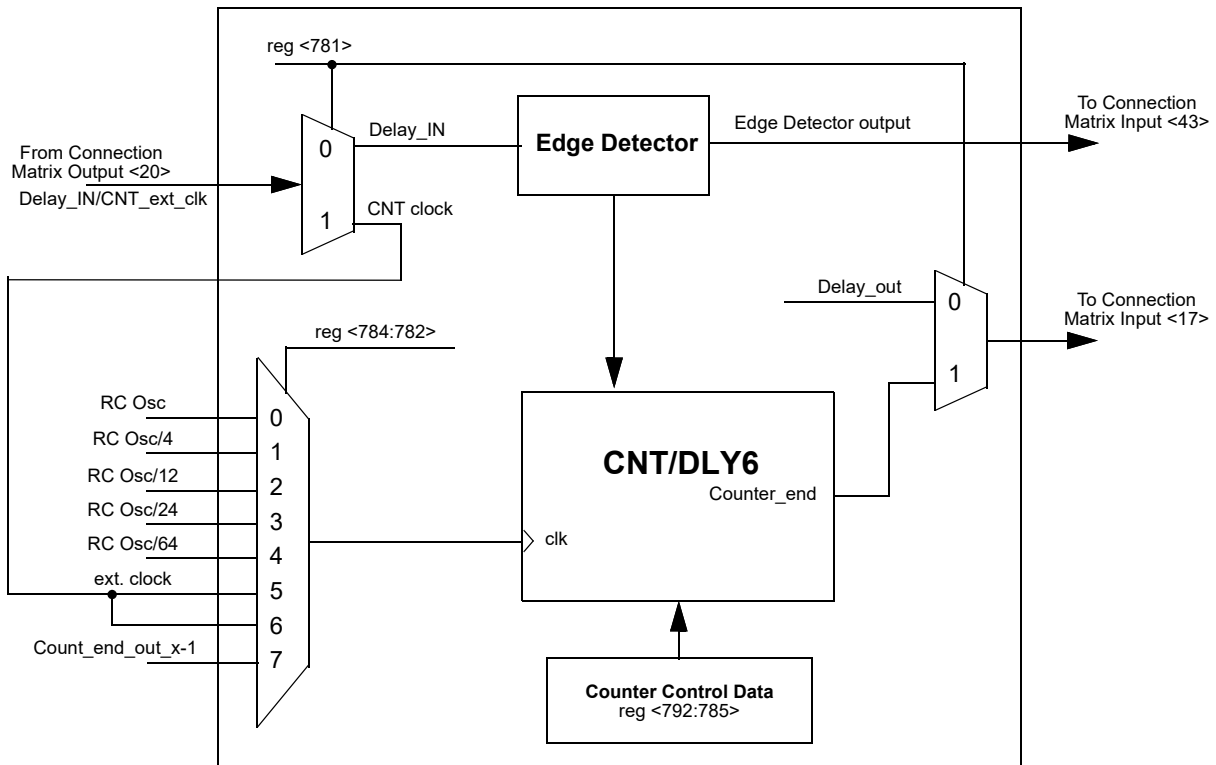 reg <781>
To Connection
Matrix Input <43>
Edge Detector output
Delay_IN
0
Edge Detector
From Connection
Matrix Output <20>
Delay_IN/CNT_ext_clk
1
CNT clock
Delay_out
0
To Connection
Matrix Input <17>
reg <784:782>
1
RC Osc
0
RC Osc/4
1
RC Osc/12
2
RC Osc/24
3
RC Osc/64
4
ext. clock
5
6
Count_end_out_x-1
7
CNT/DLY6
Counter_end
clk
Counter Control Data
reg <792:785>